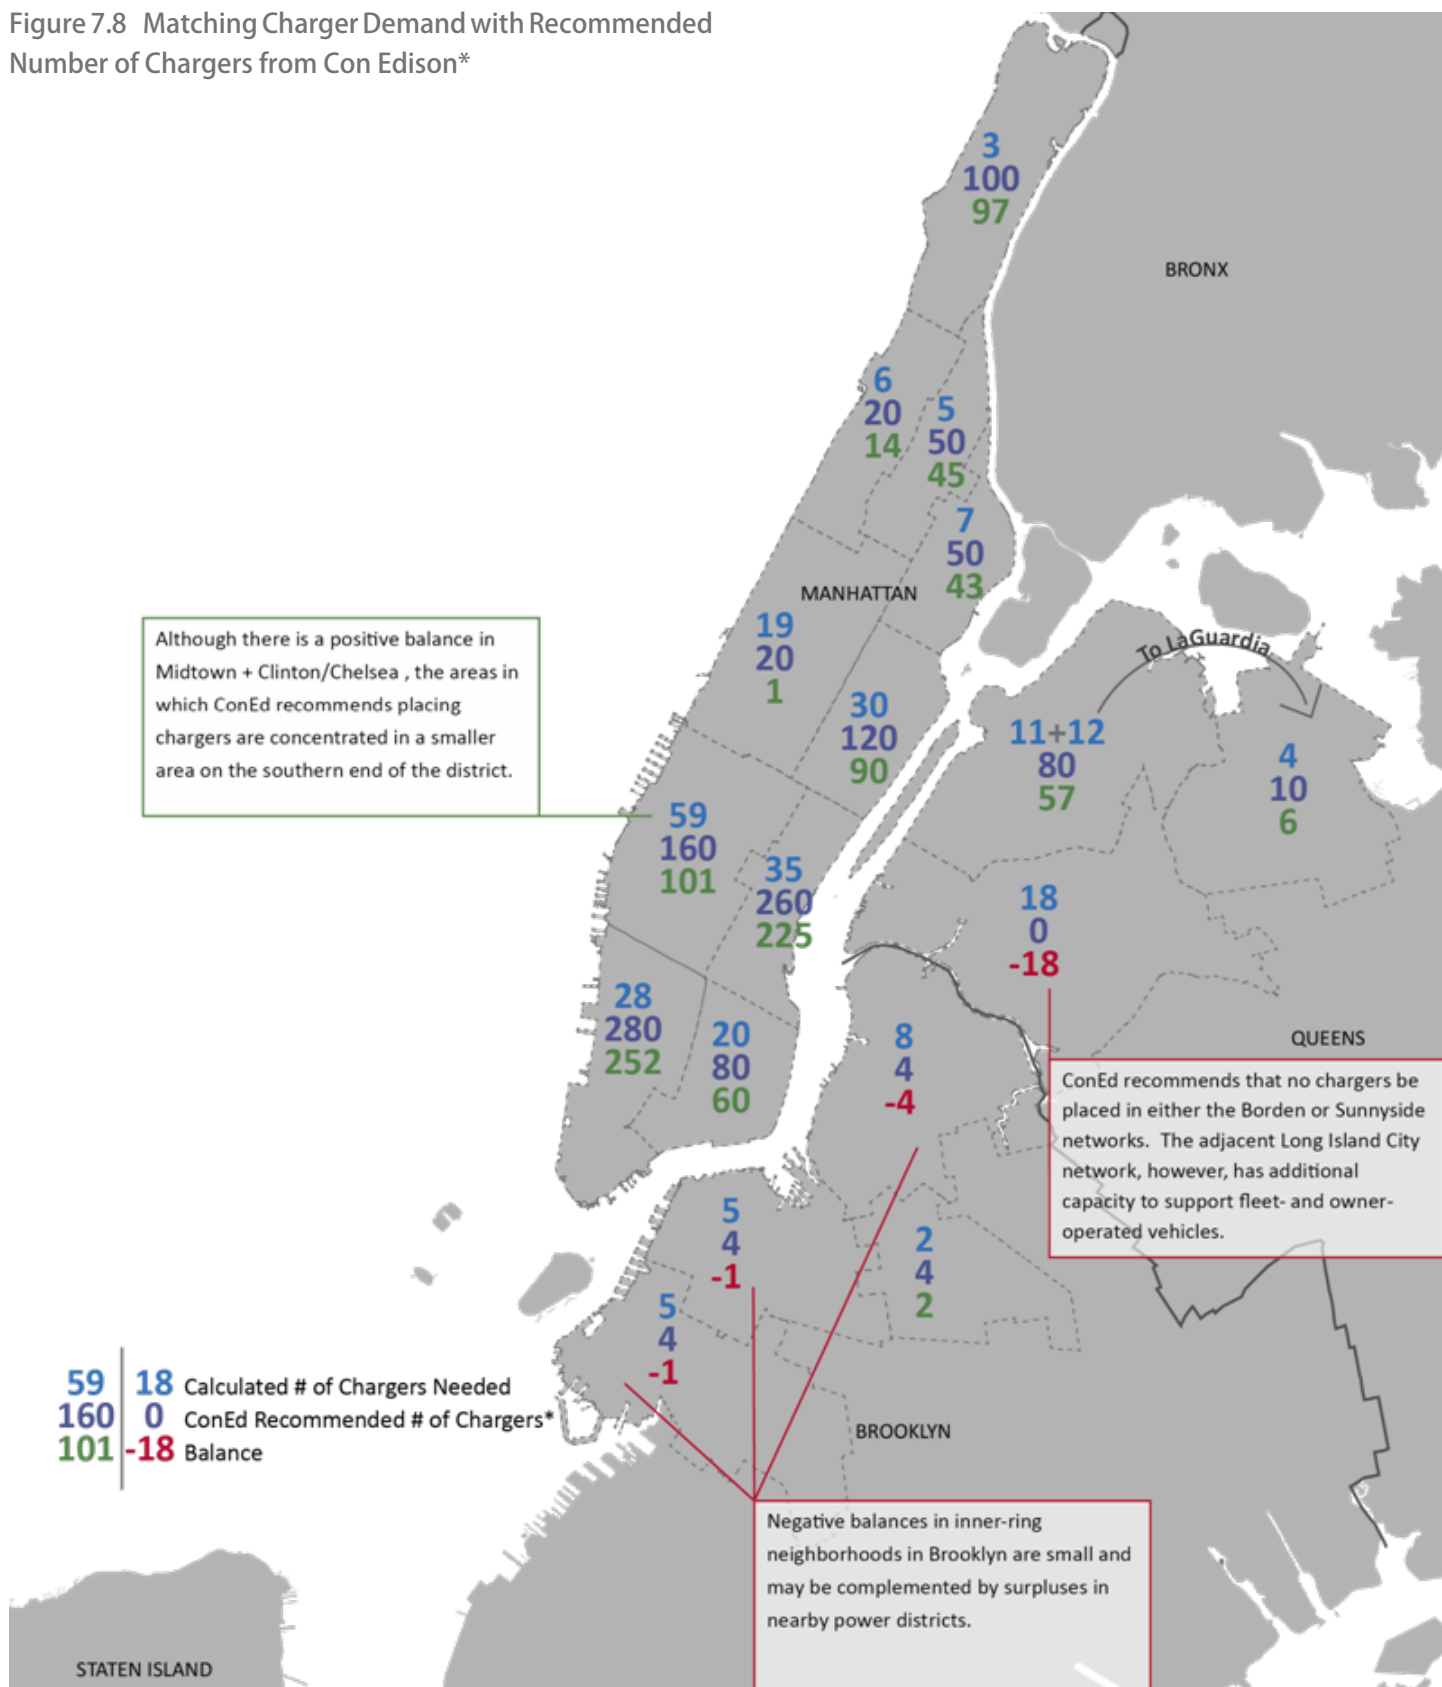 Figure 7.8 Matching Charger Demand with Recommended
Number of Chargers from Con Edison*
3
100
97
BRONX
6
20
14
5
50
45
7
50
43
MANHATTAN
19
20
1
To LaGuardia
30
120
90
11+12
80
57
4
10
6
Although there is a positive balance in
Midtown + Clinton/Chelsea , the areas in
which ConEd recommends placing
chargers are concentrated in a smaller
area on the southern end of the district.
59
160
101
35
260
225
18
0
-18
28
280
252
20
80
60
8
4
-4
QUEENS
ConEd recommends that no chargers be
placed in either the Borden or Sunnyside
networks. The adjacent Long Island City
network, however, has additional
capacity to support fleet- and owner-
operated vehicles.
5
4
-1
2
4
2
5
4
-1
59 18 Calculated # of Chargers Needed
160 0 ConEd Recommended # of Chargers*
101 -18 Balance
BROOKLYN
Negative balances in inner-ring
neighborhoods in Brooklyn are small and
may be complemented by surpluses in
nearby power districts.
STATEN ISLAND